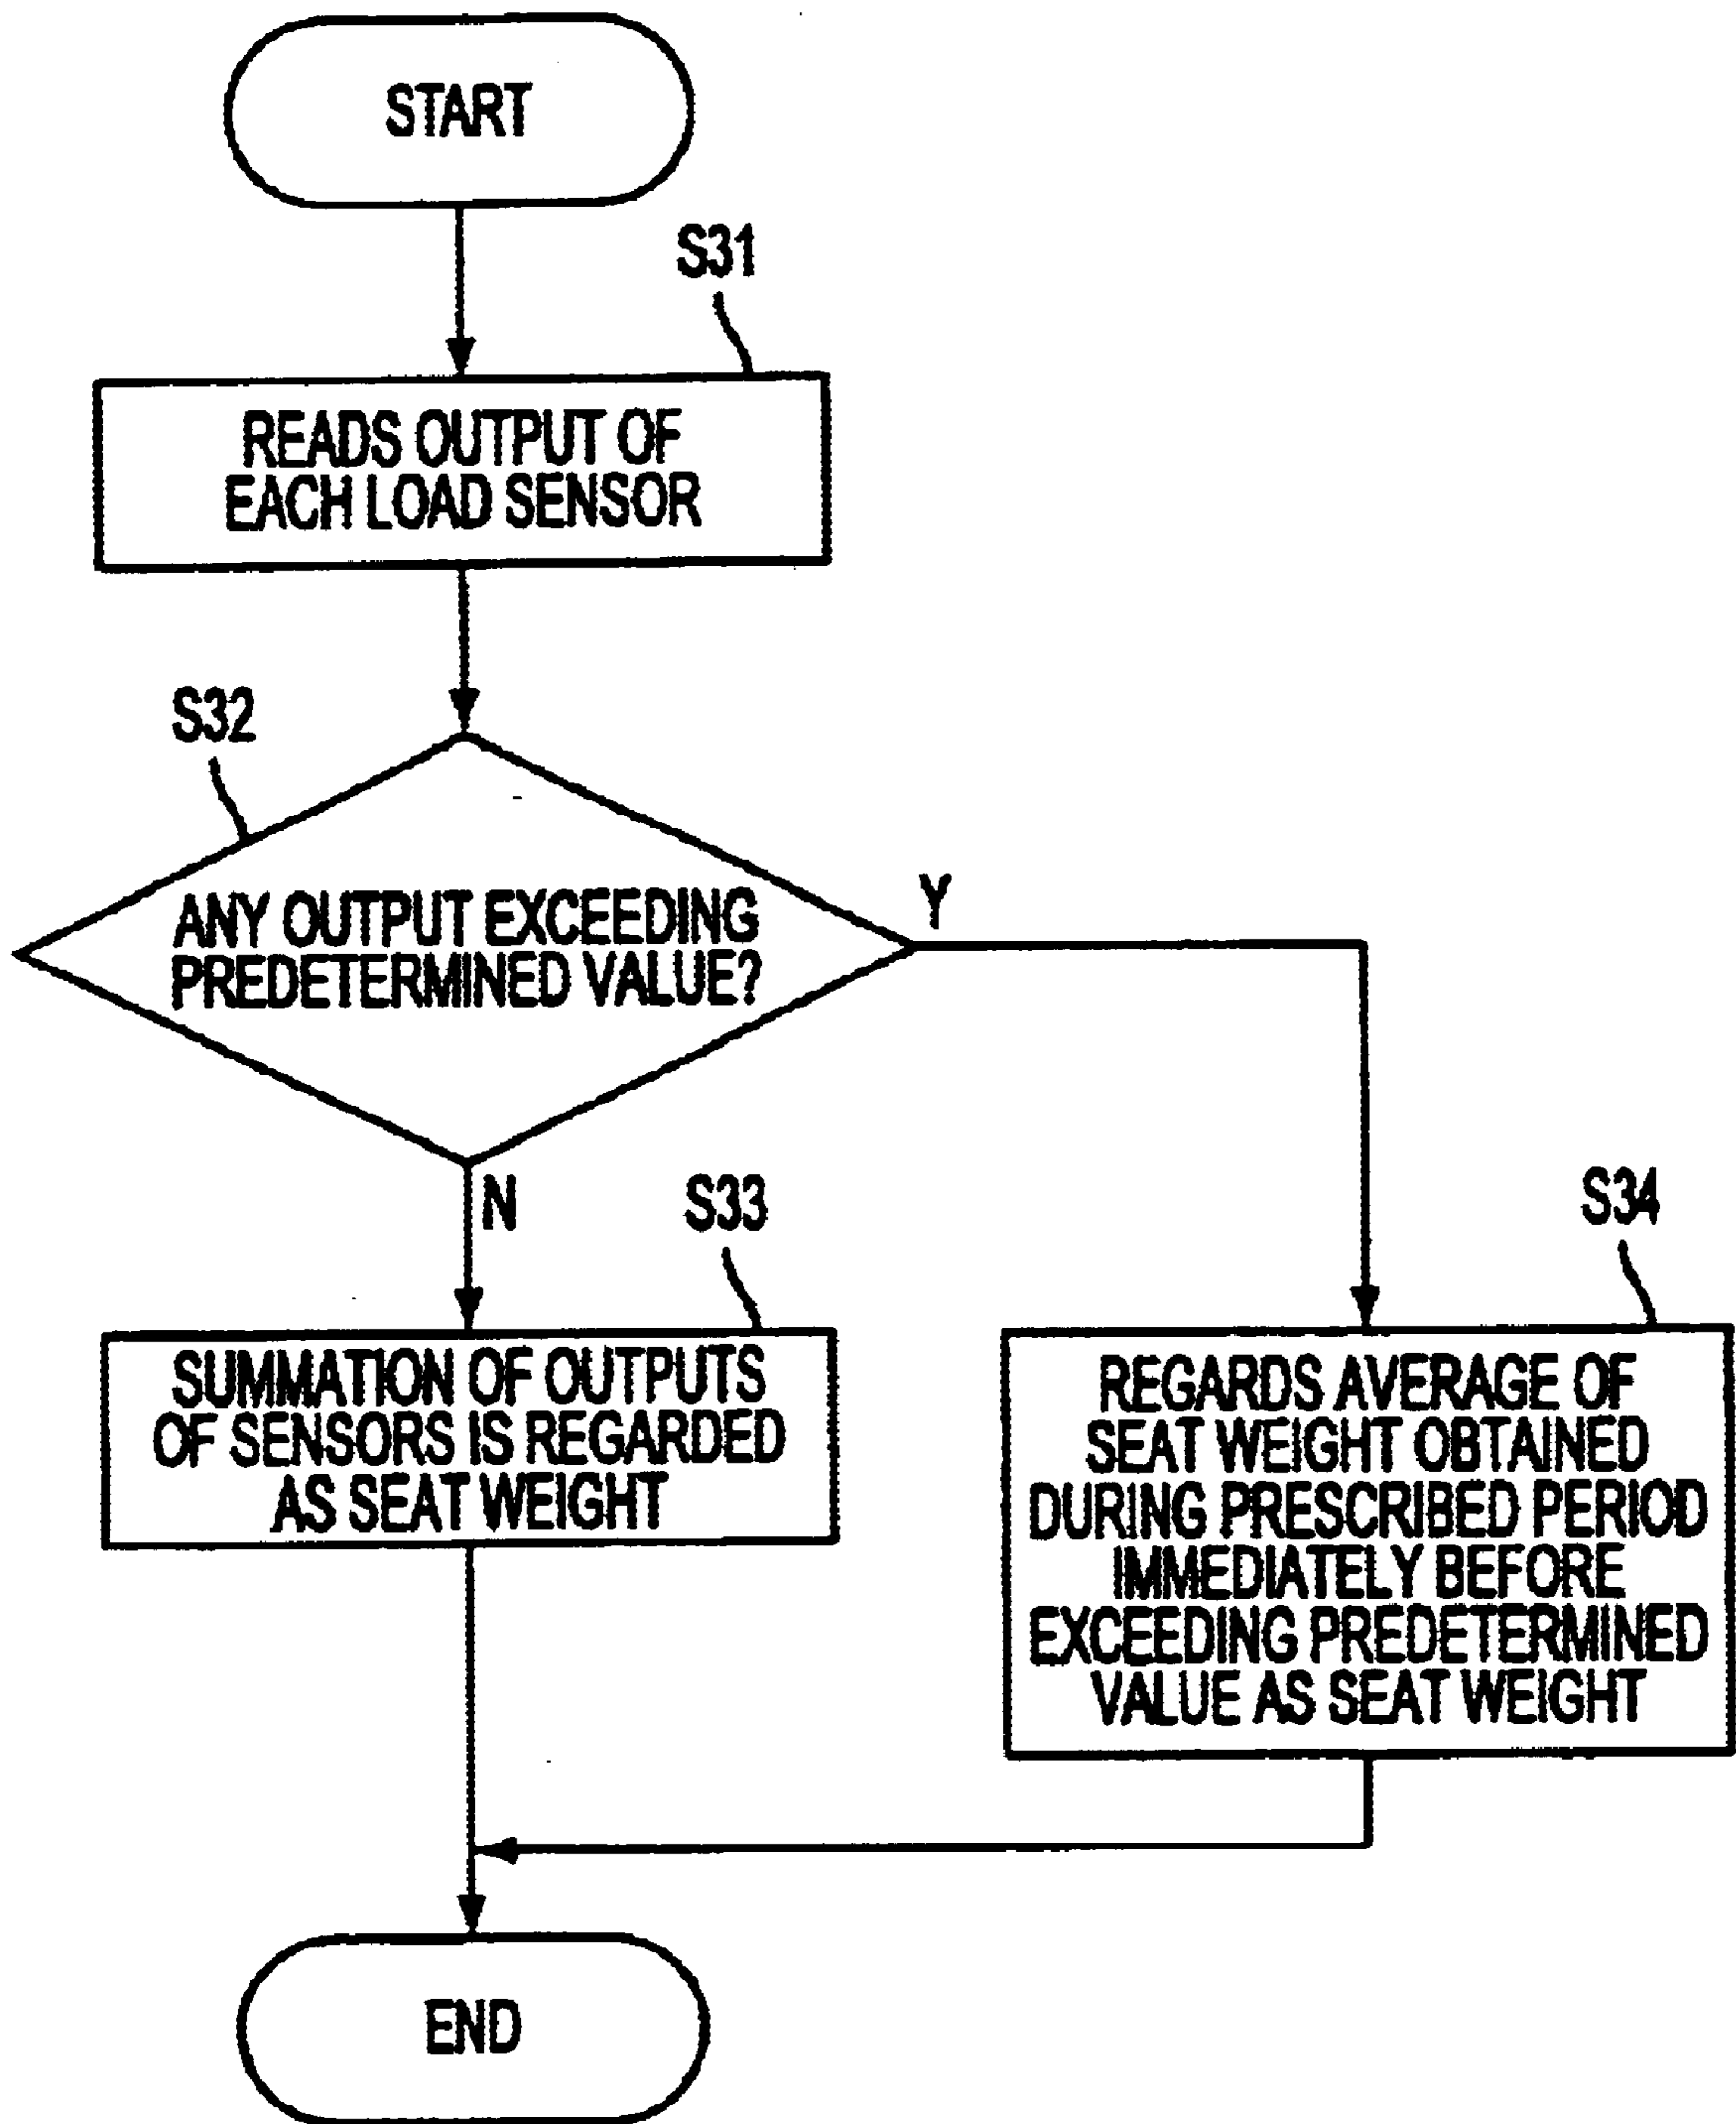 START
S31
READS OUTPUT OF
EACH LOAD SENSOR
S32
ANY OUTPUT EXCEEDING
PREDETERMINED VALUE?
Y
N
S33
SUMMATION OF OUTPUTS
OF SENSORS IS REGARDED
AS SEAT WEIGHT
S34
REGARDS AVERAGE OF
SEAT WEIGHT OBTAINED
DURING PRESCRIBED PERIOD
IMMEDIATELY BEFORE
EXCEEDING PREDETERMINED
VALUE AS SEAT WEIGHT
END